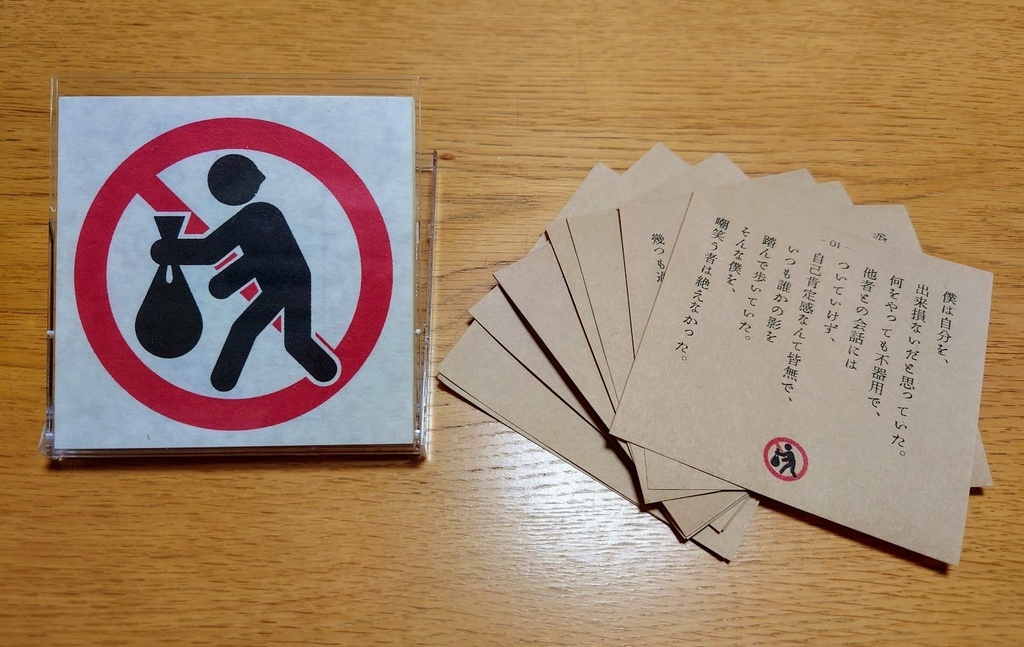 僕は自分を、
出来損ないだと思っていた。
何をやっても不器用で、
他者との会話には
ついていけず、
自己肯定感なんて皆無で、
いつも誰かの影を
踏んで歩いていた。
そんな僕を、
嘲笑う者は絶えなかった。
- 01 -
幾つも